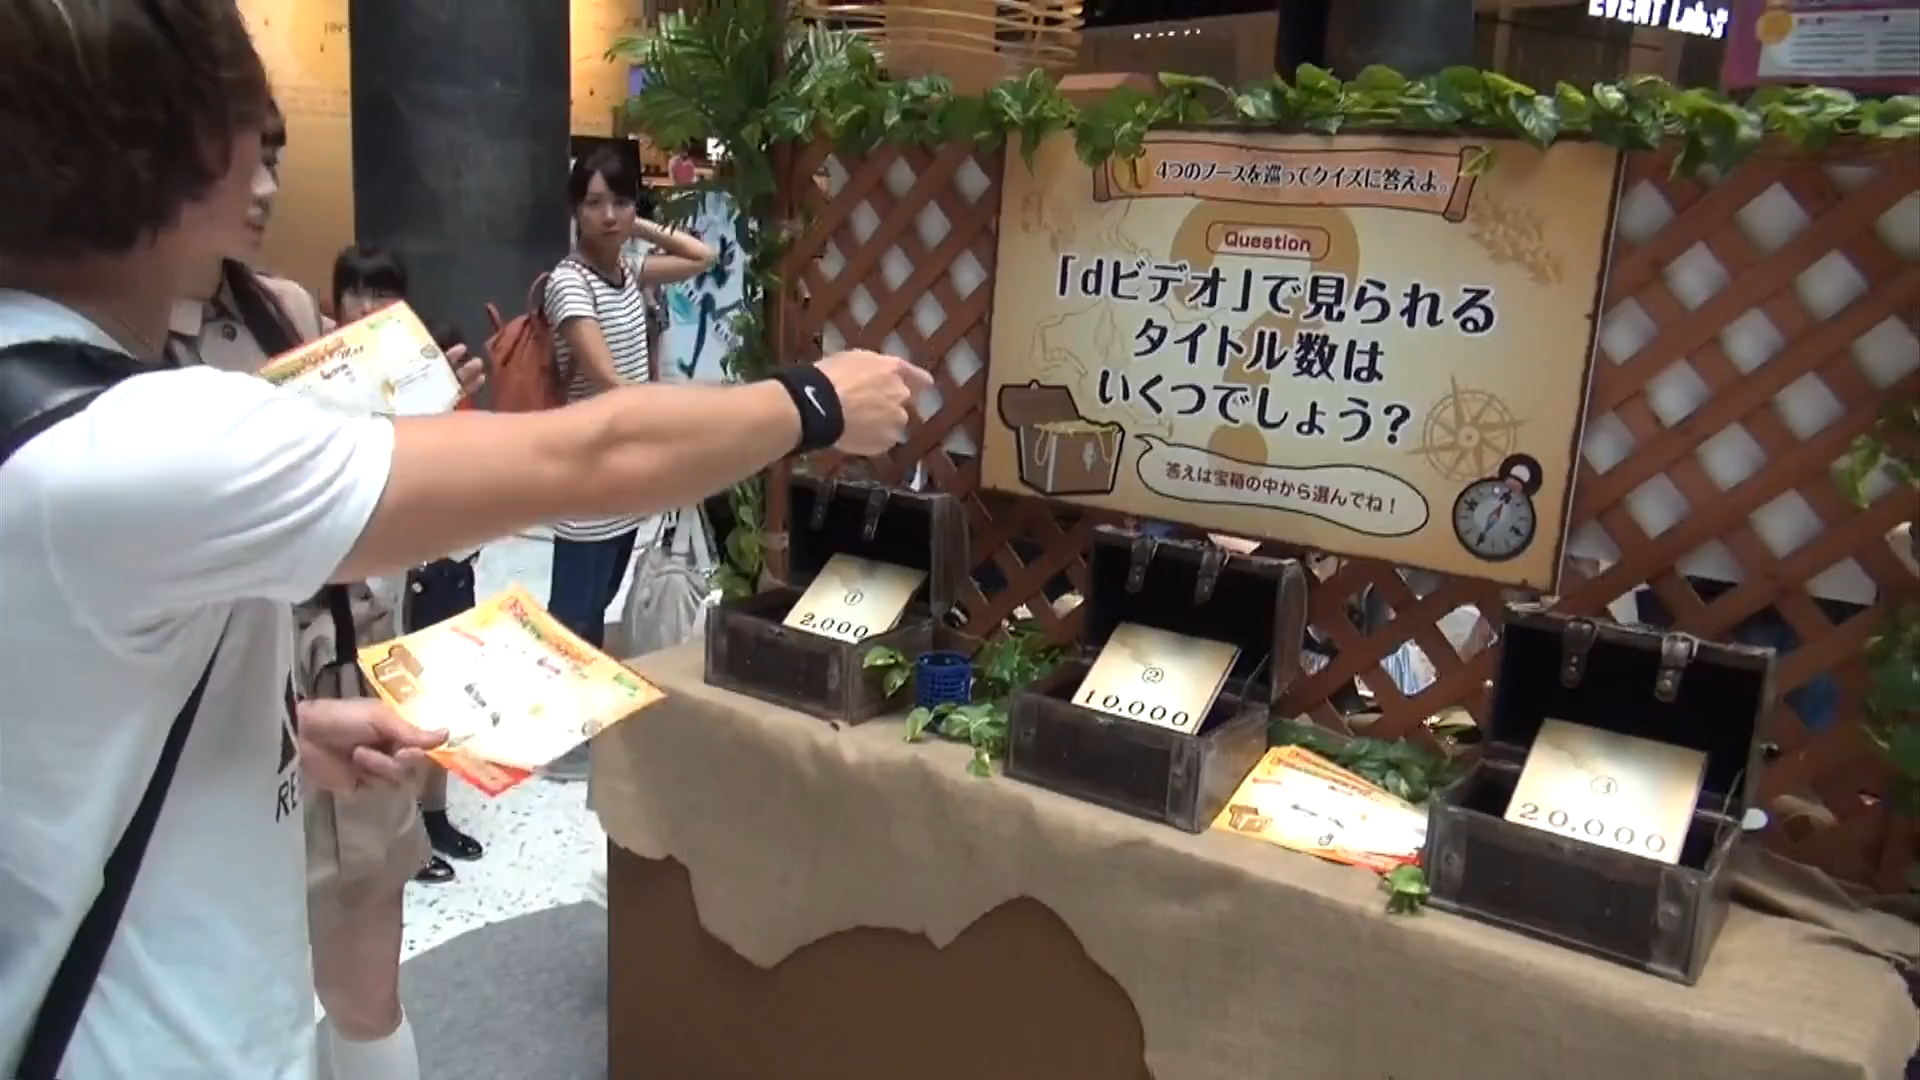 EVENT Lab.
4つのブースを巡ってクイズに答えよ。
Question
「dビデオ」で見られる
タイトル数は
いくつでしょう?
答えは宝箱の中から選んでね!
①
2,000
②
10,000
③
20,000